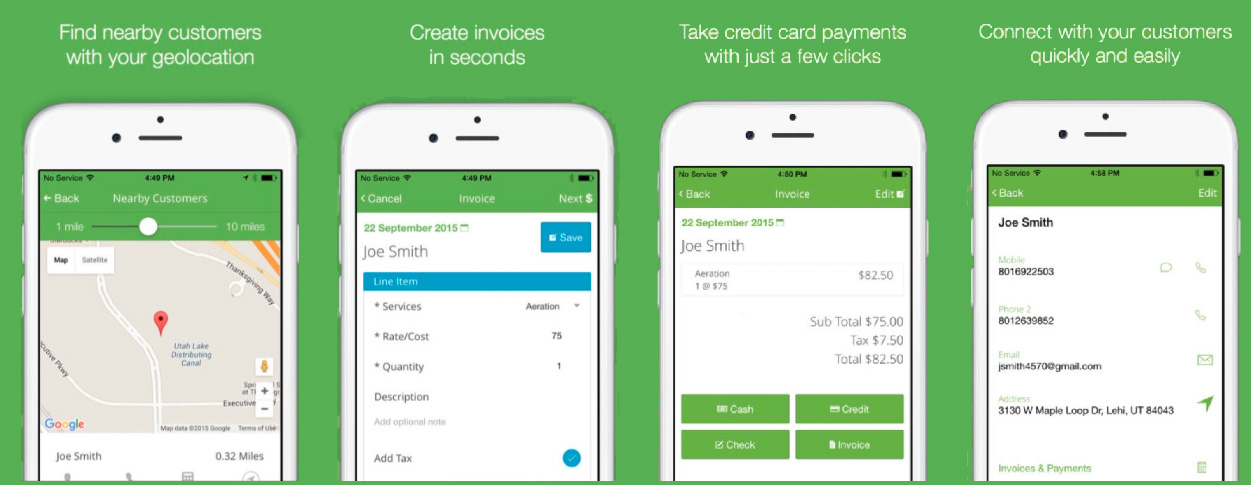 Find nearby customers
with your geolocation
No Service 4:49 PM
← Back Nearby Customers
1 mile 10 miles
Starbucks
Map Satellite
Thanksgiving Way
Utah Lake
Distributing
Canal
Executive Pkwy
Google
Map data ©2015 Google Terms of Use
Joe Smith 0.32 Miles
Create invoices
in seconds
No Service 4:49 PM
< Cancel Invoice Next $
22 September 2015
Save
Joe Smith
Line Item
* Services Aeration
* Rate/Cost 75
* Quantity 1
Description
Add optional note
Add Tax
Take credit card payments
with just a few clicks
No Service 4:50 PM
< Back Invoice Edit
22 September 2015
Joe Smith
Aeration $82.50
1 @ $75
Sub Total $75.00
Tax $7.50
Total $82.50
Cash Credit
Check Invoice
Connect with your customers
quickly and easily
No Service 4:58 PM
< Back Edit
Joe Smith
Mobile
8016922503
Phone 2
8012639852
Email
jsmith4570@gmail.com
Address
3130 W Maple Loop Dr, Lehi, UT 84043
Invoices & Payments